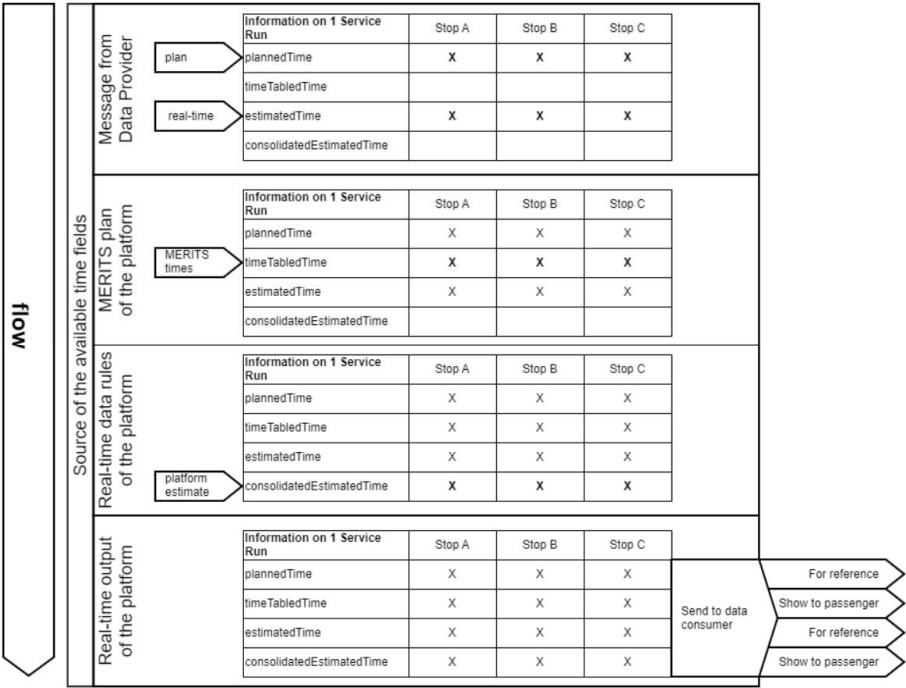 flow
Source of the available time fields
Message from
Data Provider
plan
real-time
Information on 1 Service
Run
Stop A
Stop B
Stop C
plannedTime
X
X
X
timeTabledTime
estimatedTime
X
X
X
consolidatedEstimatedTime
MERITS plan
of the platform
MERITS
times
Information on 1 Service
Run
Stop A
Stop B
Stop C
plannedTime
X
X
X
timeTabledTime
X
X
X
estimatedTime
X
X
X
consolidatedEstimatedTime
Real-time data rules
of the platform
platform
estimate
Information on 1 Service
Run
Stop A
Stop B
Stop C
plannedTime
X
X
X
timeTabledTime
X
X
X
estimatedTime
X
X
X
consolidatedEstimatedTime
X
X
X
Real-time output
of the platform
Information on 1 Service
Run
Stop A
Stop B
Stop C
plannedTime
X
X
X
timeTabledTime
X
X
X
estimatedTime
X
X
X
consolidatedEstimatedTime
X
X
X
Send to data
consumer
For reference
Show to passenger
For reference
Show to passenger